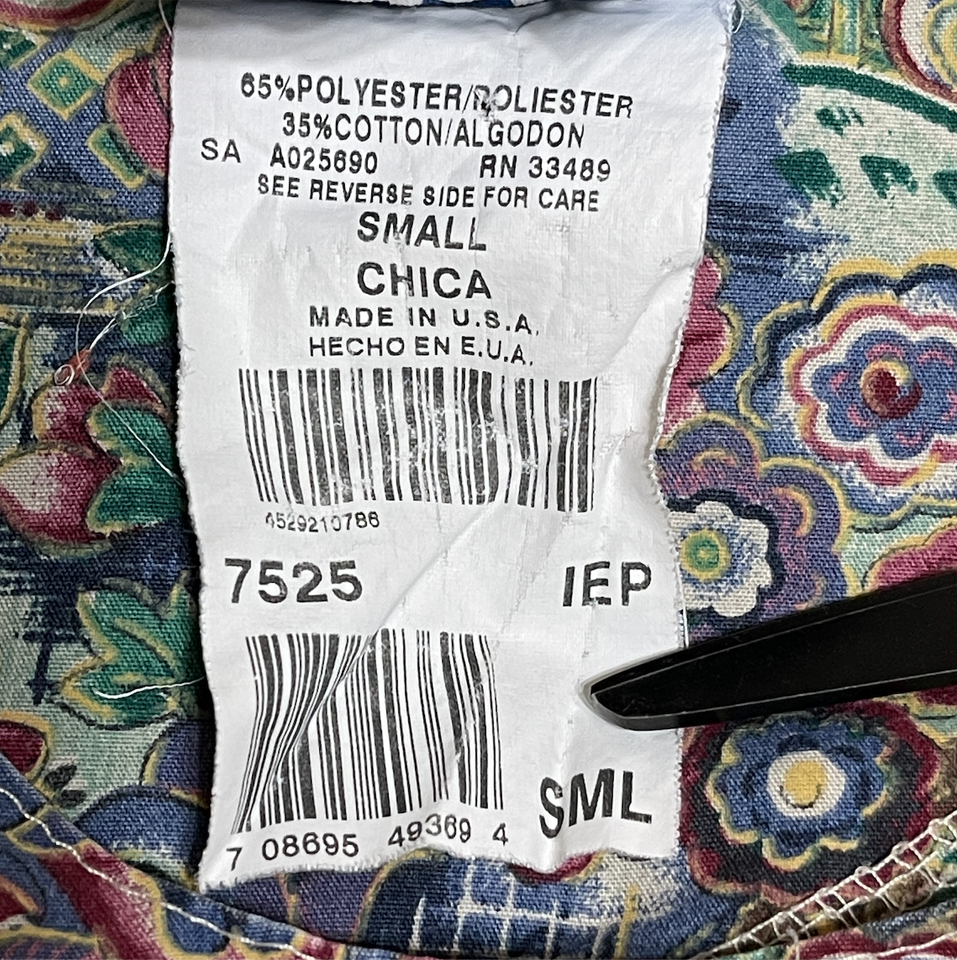 65%POLYESTER/POLIESTER
35%COTTON/ALGODON
SA A025690 RN 33489
SEE REVERSE SIDE FOR CARE
SMALL
CHICA
MADE IN U.S.A.
HECHO EN E.U.A.
4529210786
7525 IEP
SML
7 08695 49369 4